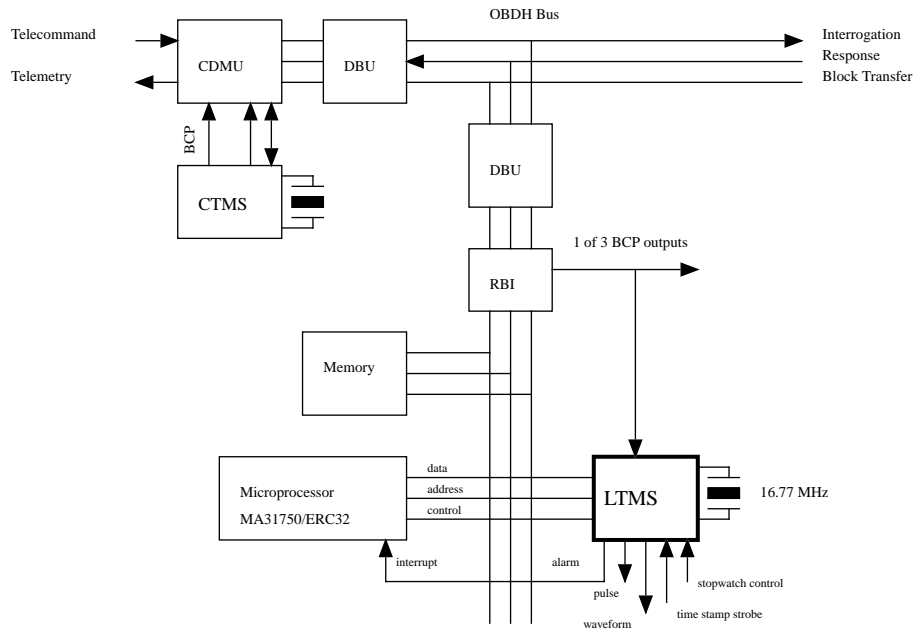 OBDH Bus
Telecommand
Interrogation
Response
CDMU
DBU
Telemetry
Block Transfer
BCP
DBU
CTMS
1 of 3 BCP outputs
RBI
Memory
data
Microprocessor
address
LTMS
16.77 MHz
MA31750/ERC32
control
interrupt
alarm
stopwatch control
pulse
time stamp strobe
waveform